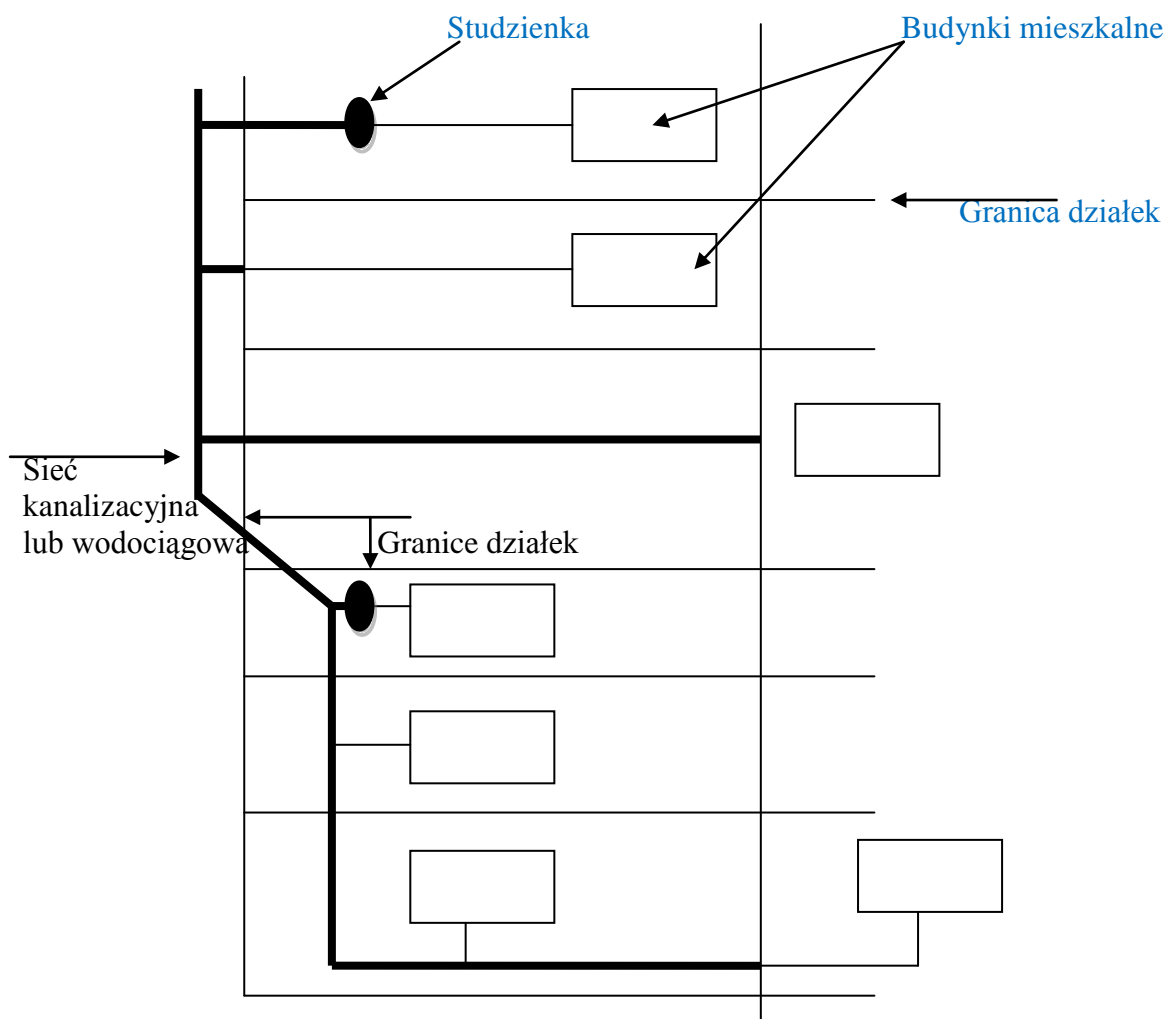 Studzienka
Budynki mieszkalne
Granica działek
Sieć
kanalizacyjna
lub wodociągowa
Granice działek